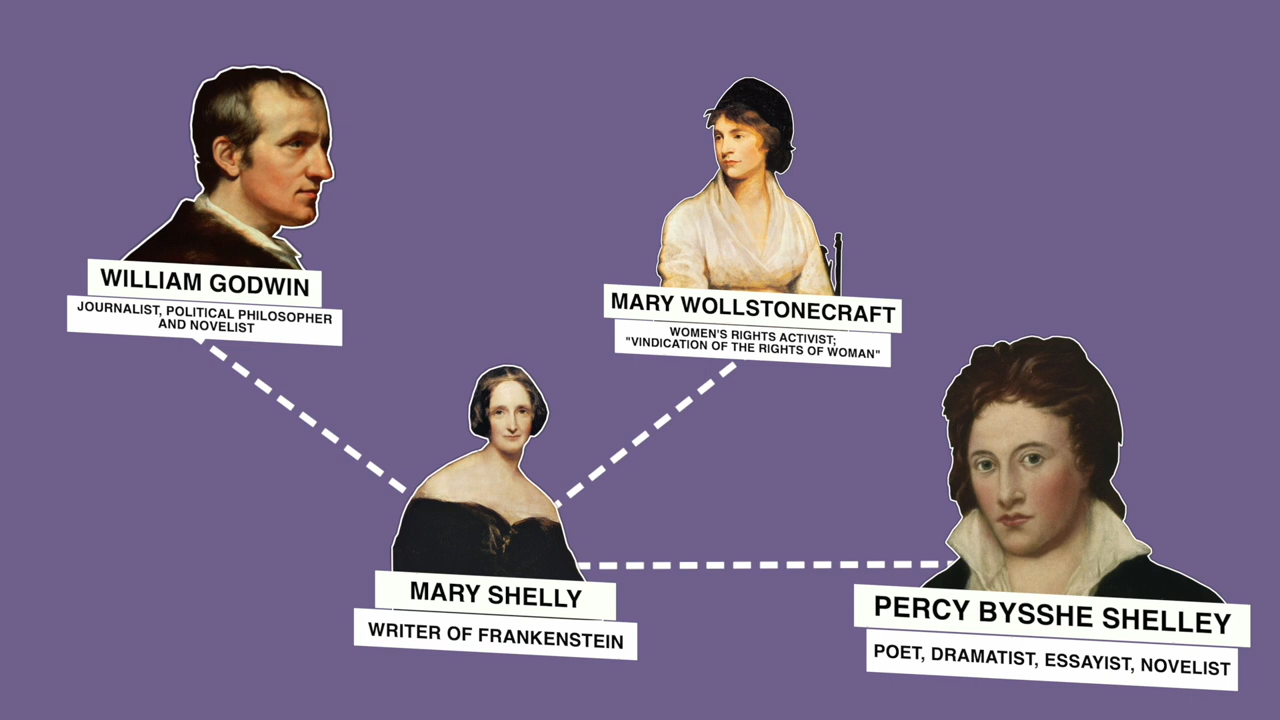 WILLIAM GODWIN
JOURNALIST, POLITICAL PHILOSOPHER
AND NOVELIST
MARY WOLLSTONECRAFT
WOMEN'S RIGHTS ACTIVIST;
"VINDICATION OF THE RIGHTS OF WOMAN"
MARY SHELLY
WRITER OF FRANKENSTEIN
PERCY BYSSHE SHELLEY
POET, DRAMATIST, ESSAYIST, NOVELIST